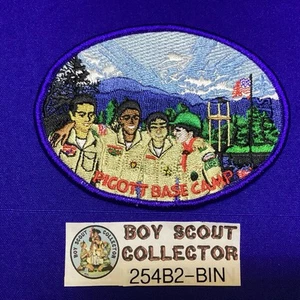 PIGOTT BASE CAMP
BOY SCOUT
COLLECTOR
254B2-BIN